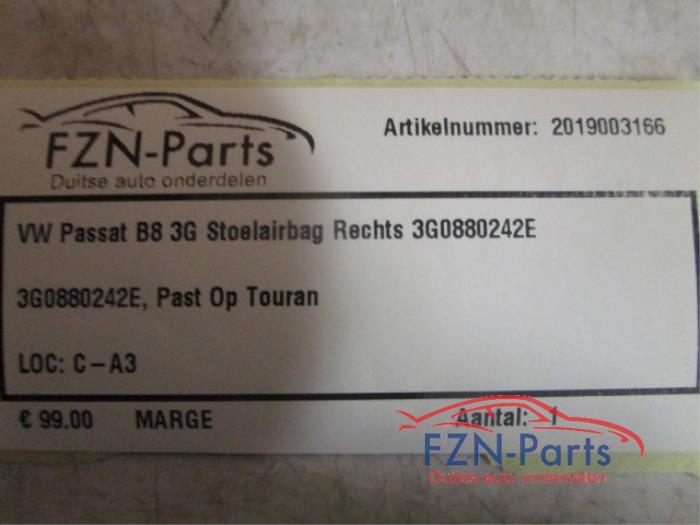 FZN-Parts
Duitse auto onderdelen
Artikelnummer: 2019003166
VW Passat B8 3G Stoelairbag Rechts 3G0880242E
3G0880242E, Past Op Touran
LOC: C-A3
€ 99.00 MARGE Aantal: 1
FZN-Parts
Duitse auto onderdelen